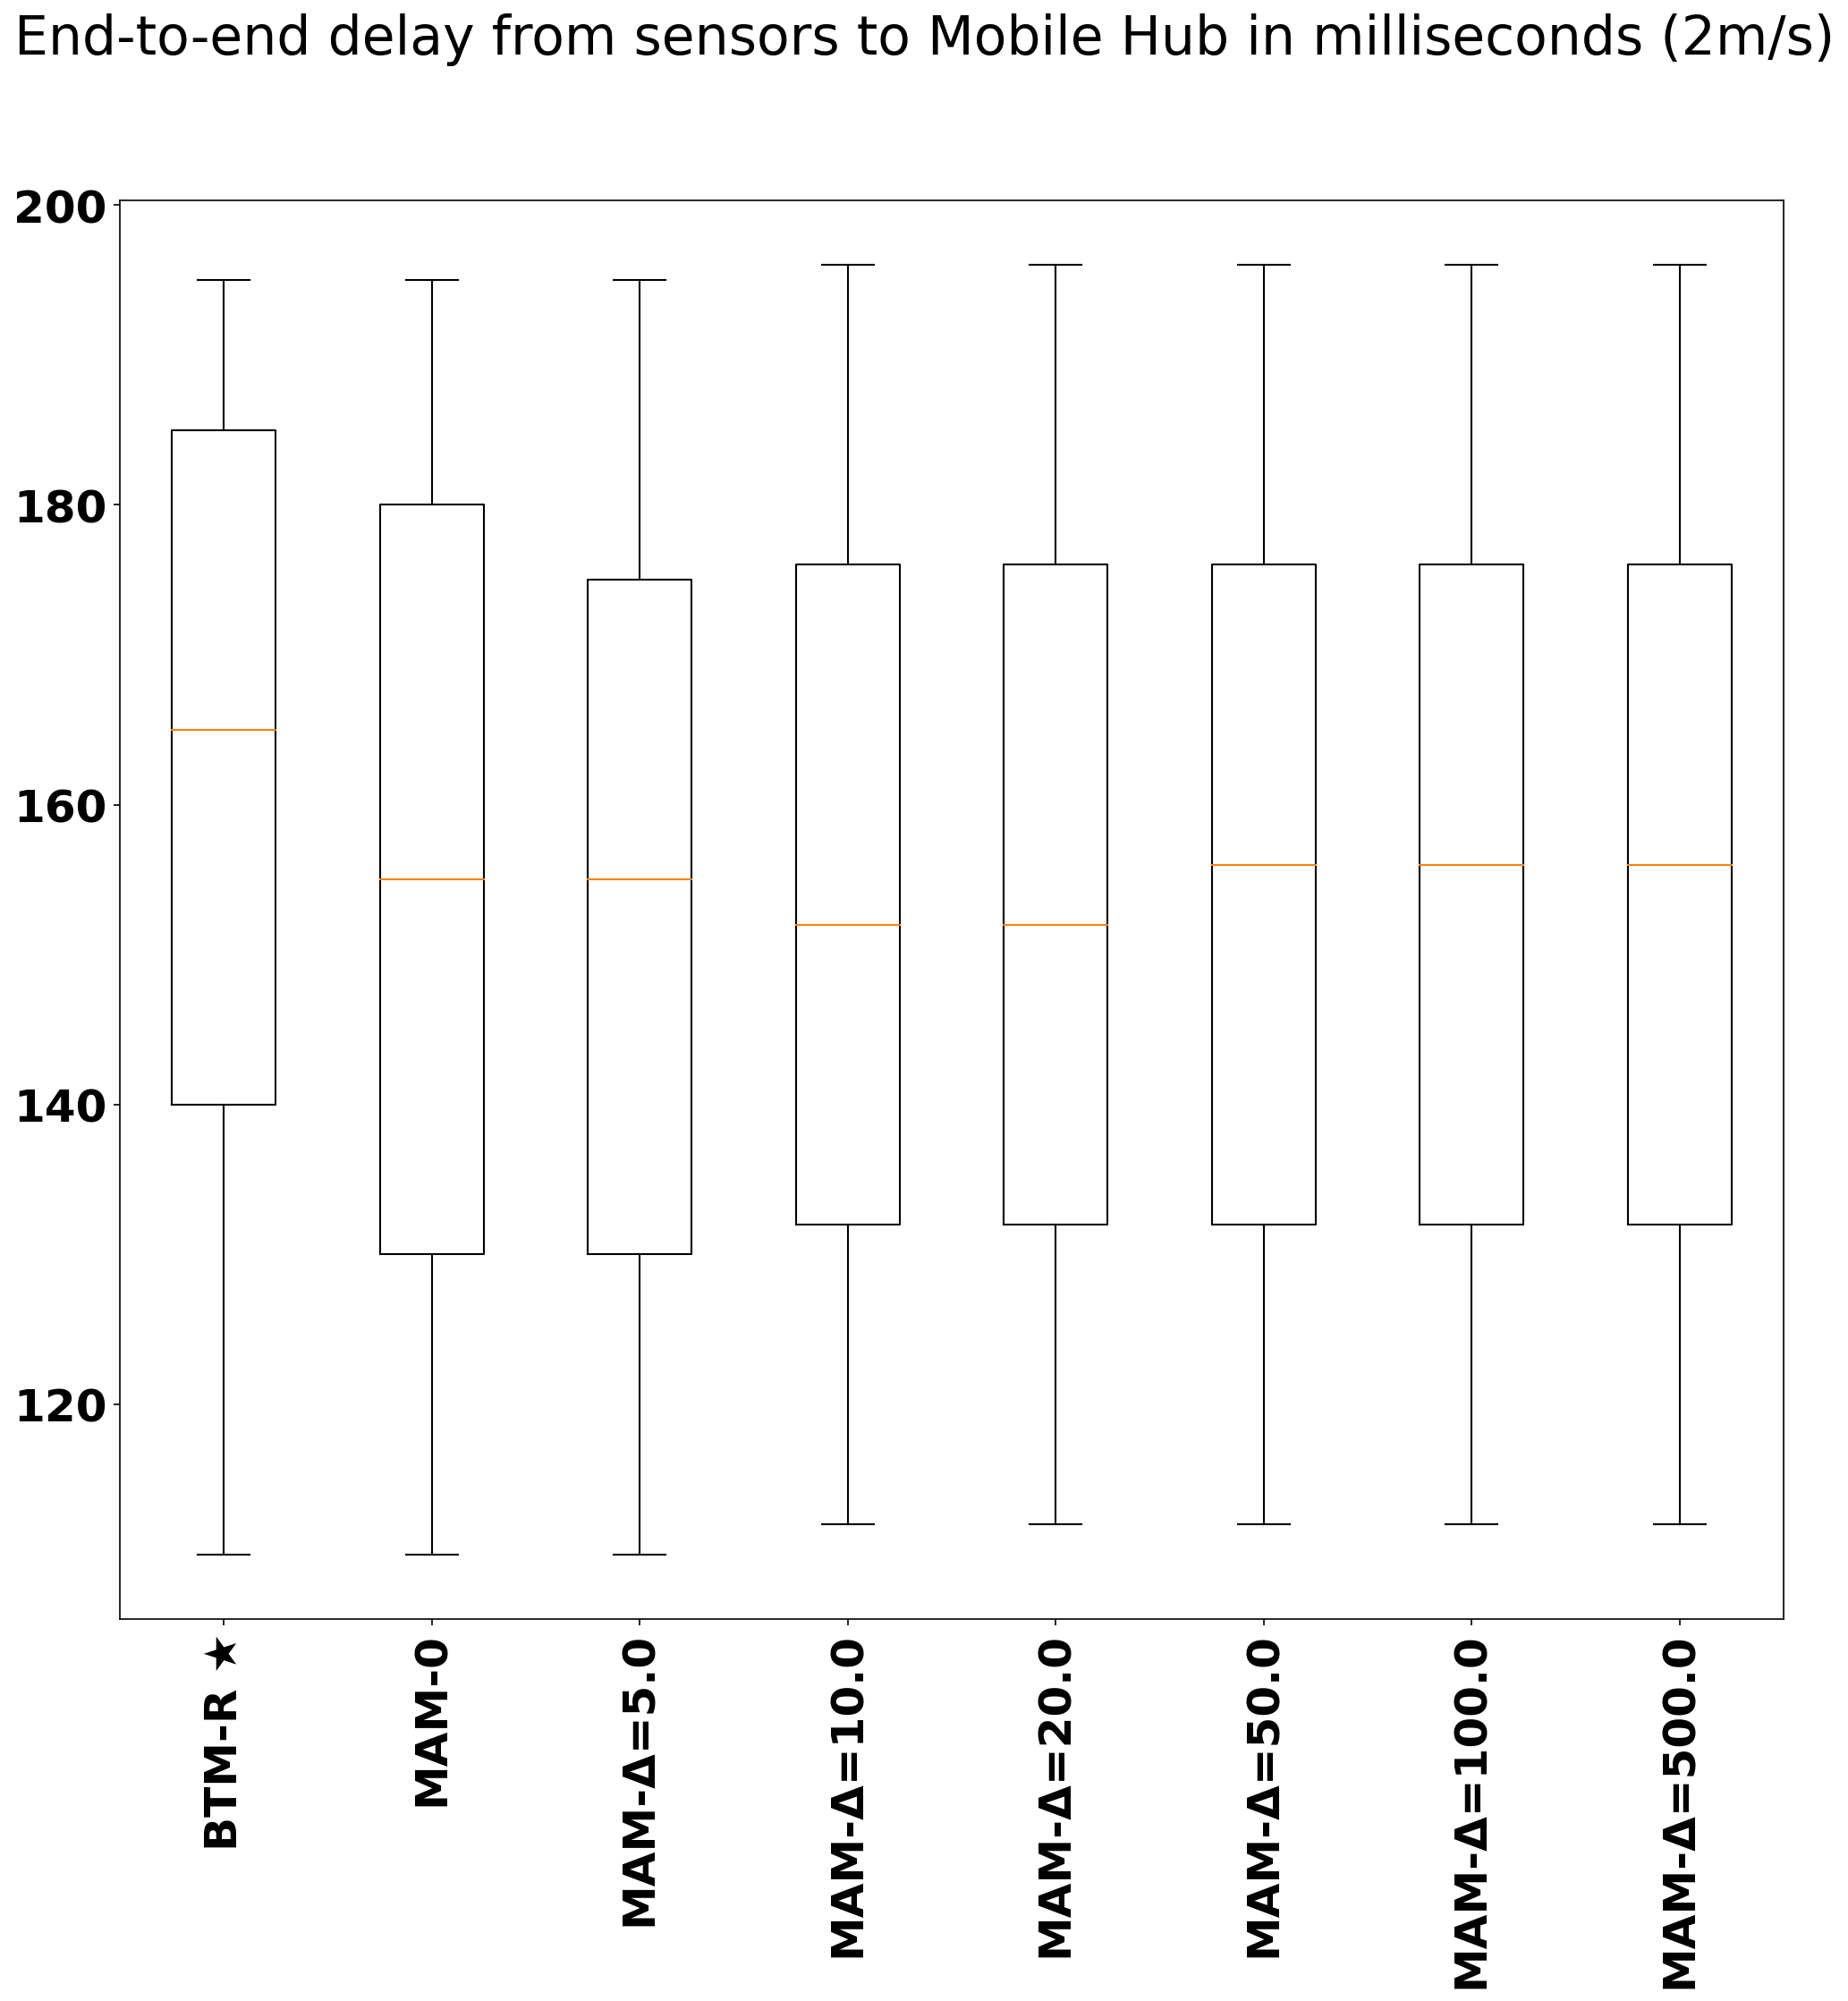 End-to-end delay from sensors to Mobile Hub in milliseconds (2m/s)
200
180
160
140
120
BTM-R ★
MAM-0
MAM-Δ=5.0
MAM-Δ=10.0
MAM-Δ=20.0
MAM-Δ=50.0
MAM-Δ=100.0
MAM-Δ=500.0